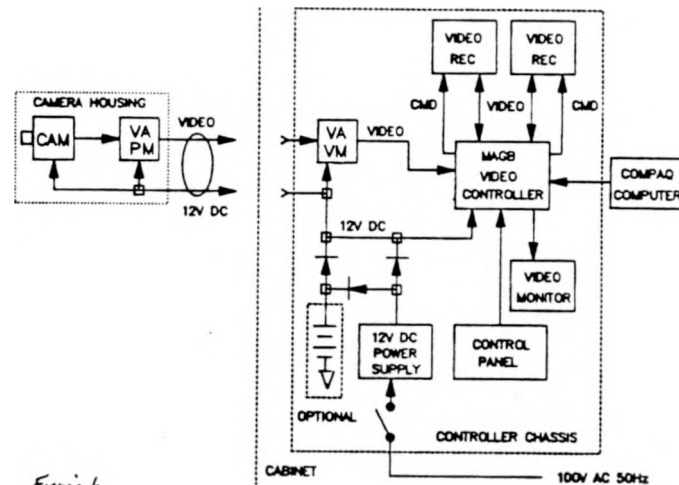 CAMERA HOUSING
CAM
VA
PM
VIDEO
12V DC
VA
VM
VIDEO
VIDEO
REC
VIDEO
REC
CMD
VIDEO
CMD
MAGB
VIDEO
CONTROLLER
COMPAQ
COMPUTER
12V DC
VIDEO
MONITOR
12V DC
POWER
SUPPLY
CONTROL
PANEL
OPTIONAL
CONTROLLER CHASSIS
CABINET
100V AC 50Hz